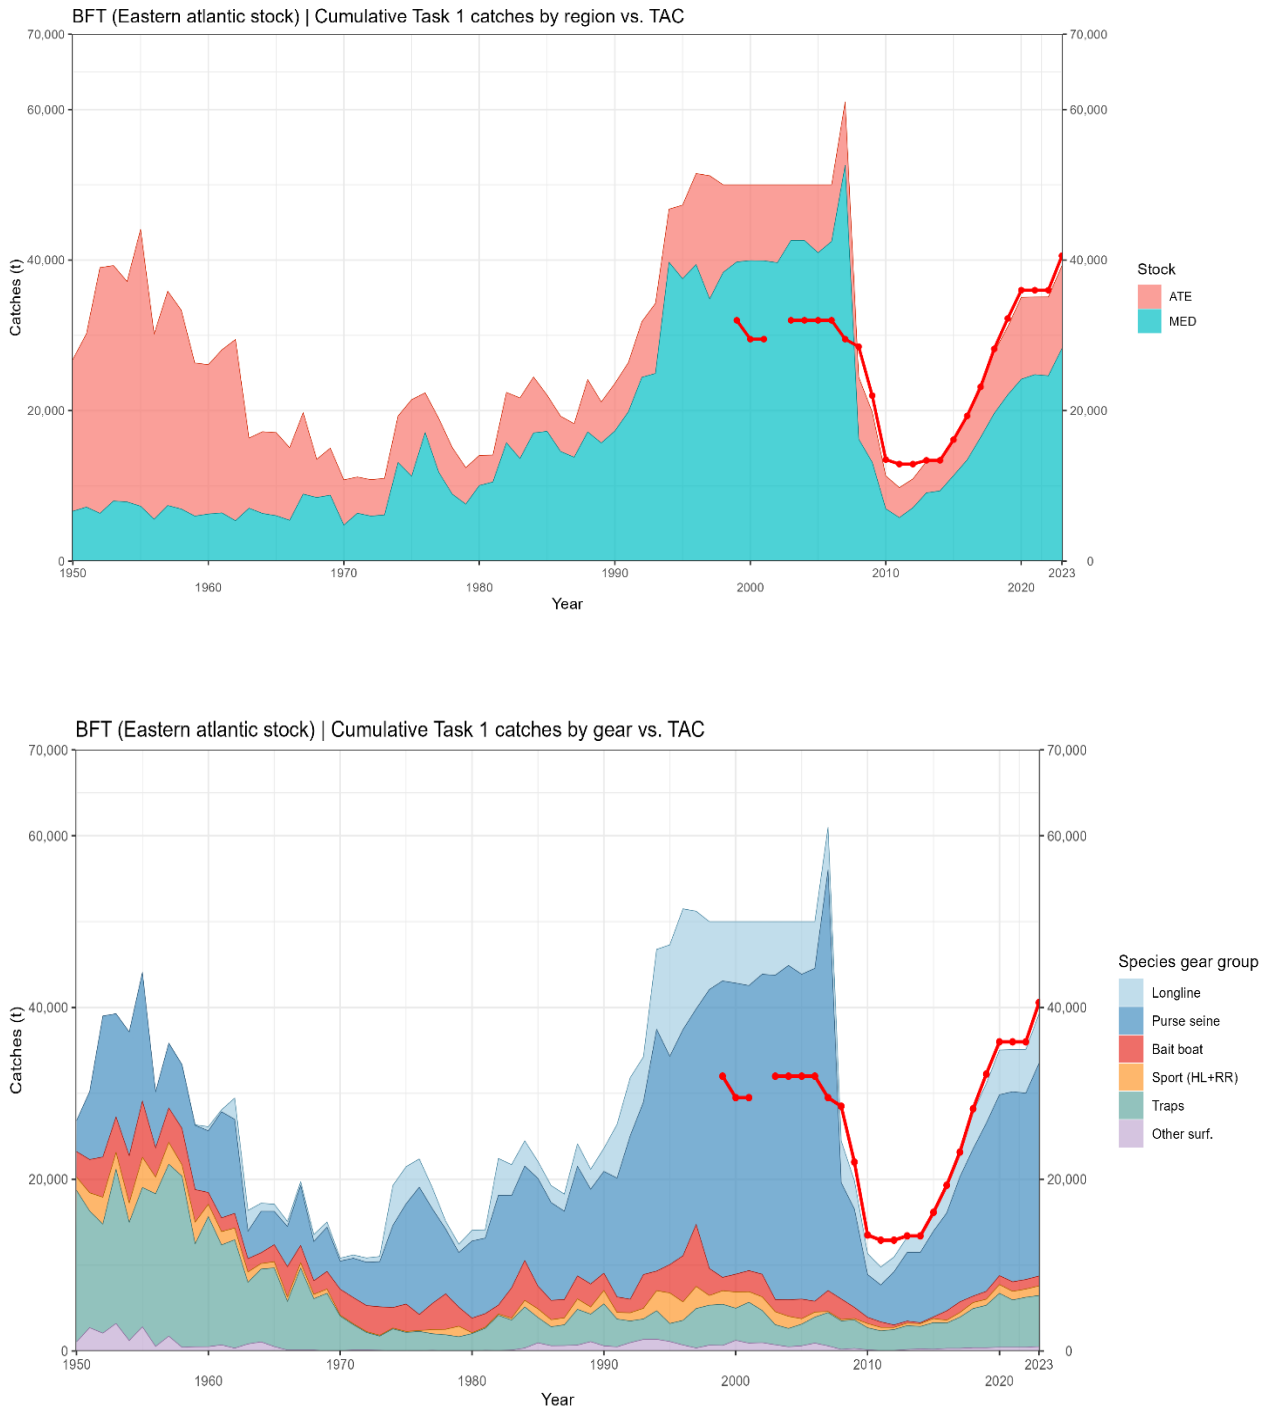 BFT (Eastern atlantic stock) | Cumulative Task 1 catches by region vs. TAC
70,000
70,000
60,000
60,000
40,000
40,000
20,000
20,000
0
0
Catches (t)
1950
1960
1970
1980
1990
2000
2010
2020
2023
Year
Stock
ATE
MED
BFT (Eastern atlantic stock) | Cumulative Task 1 catches by gear vs. TAC
70,000
70,000
60,000
60,000
40,000
40,000
20,000
20,000
0
0
Catches (t)
1950
1960
1970
1980
1990
2000
2010
2020
2023
Year
Species gear group
Longline
Purse seine
Bait boat
Sport (HL+RR)
Traps
Other surf.